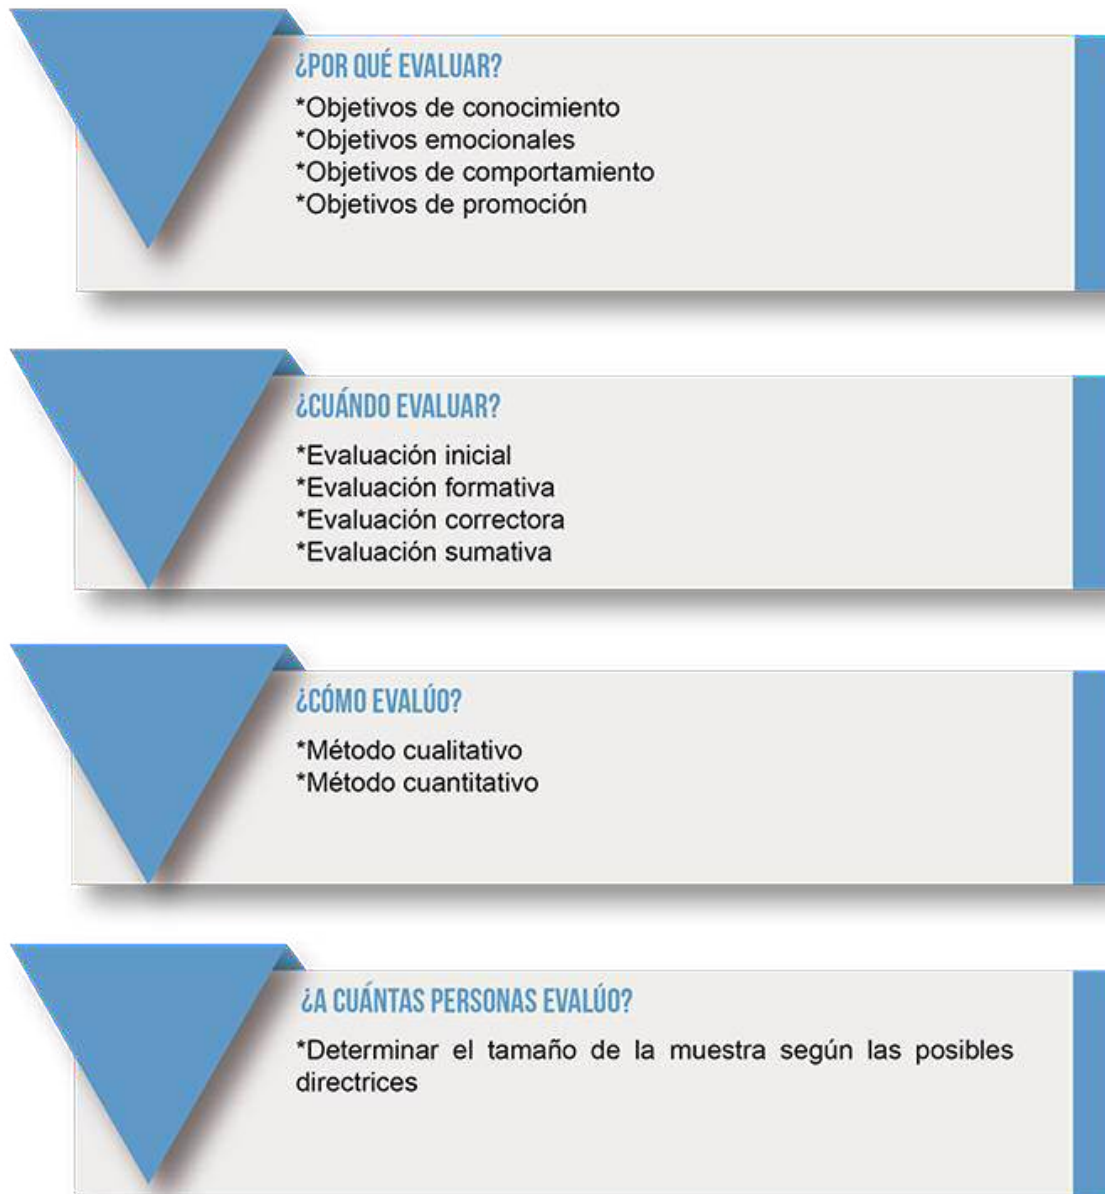 ¿POR QUÉ EVALUAR?
*Objetivos de conocimiento
*Objetivos emocionales
*Objetivos de comportamiento
*Objetivos de promoción
¿CUÁNDO EVALUAR?
*Evaluación inicial
*Evaluación formativa
*Evaluación correctora
*Evaluación sumativa
¿CÓMO EVALÚO?
*Método cualitativo
*Método cuantitativo
¿A CUÁNTAS PERSONAS EVALÚO?
*Determinar el tamaño de la muestra según las posibles
directrices